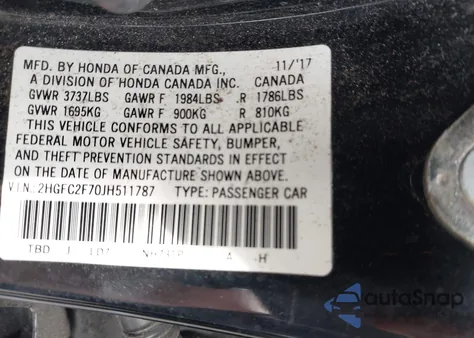 MFD. BY HONDA OF CANADA MFG., 11/'17
A DIVISION OF HONDA CANADA INC. CANADA
GVWR 3737LBS GAWR F 1984LBS .R 1786LBS
GVWR 1695KG GAWR F 900KG R 810KG
THIS VEHICLE CONFORMS TO ALL APPLICABLE
FEDERAL MOTOR VEHICLE SAFETY, BUMPER,
AND THEFT PREVENTION STANDARDS IN EFFECT
ON THE DATE OF MANUFACTURE SHOWN ABOVE.
V.I.N.: 2HGFC2F70JH511787 TYPE: PASSENGER CAR
TBD A H
autoSnap